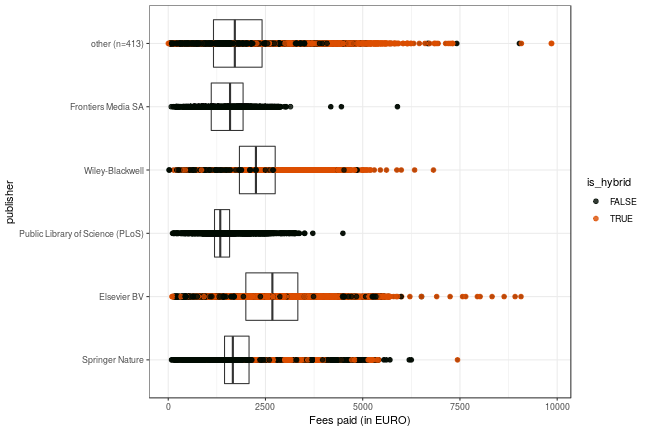 other (n=413)
Frontiers Media SA
Wiley-Blackwell
Public Library of Science (PLoS)
Elsevier BV
Springer Nature
publisher
0
2500
5000
7500
10000
Fees paid (in EURO)
is_hybrid
FALSE
TRUE